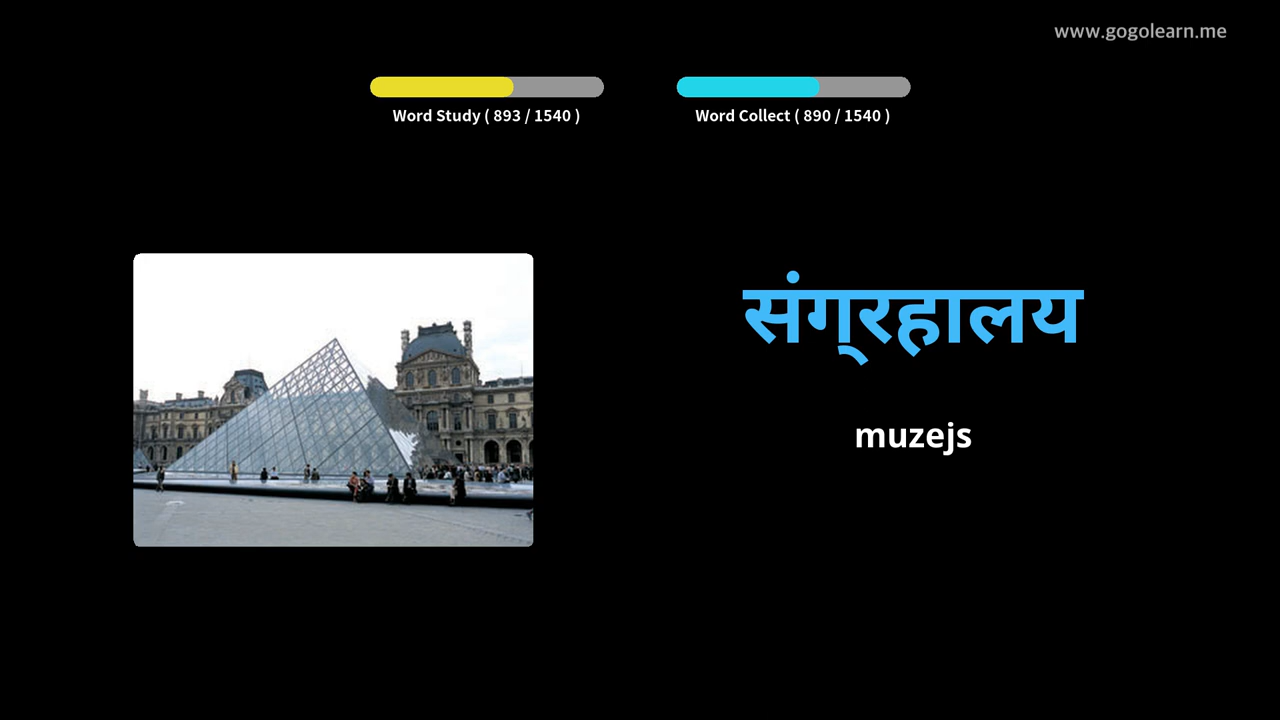 www.gogolearn.me
Word Study ( 893 / 1540 )
Word Collect ( 890 / 1540 )
संग्‌रहालय
muzejs